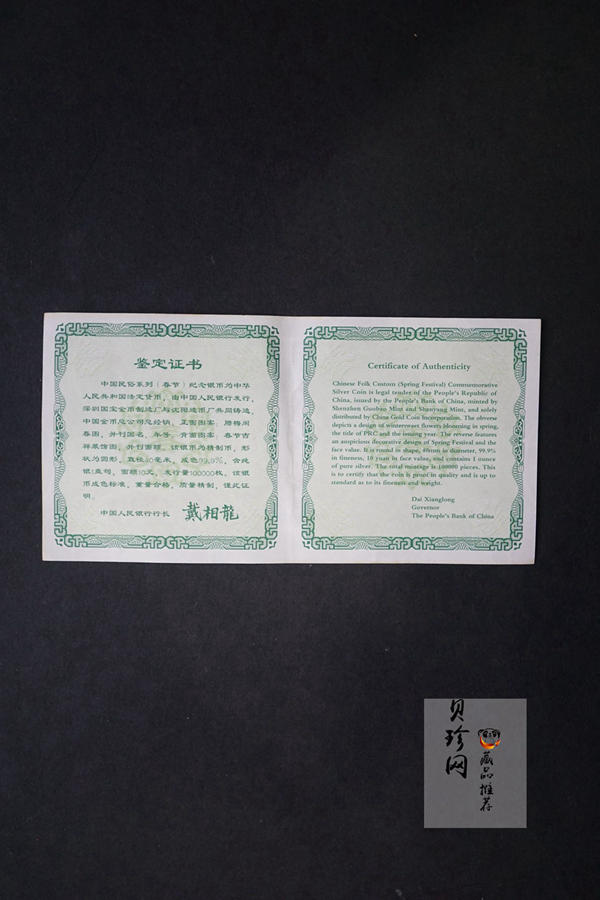 鉴定证书
中国民俗系列（春节）纪念银币为中华
人民共和国法定货币，由中国人民银行发行，
深圳国宝金币制造厂与沈阳造币厂共同铸造，
中国金币总公司总经销。正面图案：腊梅闹
春图，并刊国名、年号。背面图案：春节吉
祥装饰图，并刊面额。该银币为精制币，形
状为圆形，直径40毫米，成色99.9%，含纯
银1盎司，面额10元，发行量100000枚。该银
币成色标准，重量合格，质量精制，谨此证
明。
中国人民银行行长 戴相龍
Certificate of Authenticity
Chinese Folk Custom (Spring Festival) Commemorative
Silver Coin is legal tender of the People's Republic of
China, issued by the People's Bank of China, minted by
Shenzhen Guobao Mint and Shenyang Mint, and solely
distributed by China Gold Coin Incorporation. The obverse
depicts a design of wintersweet flowers blooming in spring,
the title of PRC and the issuing year. The reverse features
an auspicious decorative design of Spring Festival and the
face value. It is round in shape, 40mm in diameter, 99.9%
in fineness, 10 yuan in face value, and contains 1 ounce
of pure silver. The total mintage is 100000 pieces. This
is to certify that the coin is proof in quality and is up to
standard as to its fineness and weight.
Dai Xianglong
Governor
The People's Bank of China
贝珍网
藏品推荐